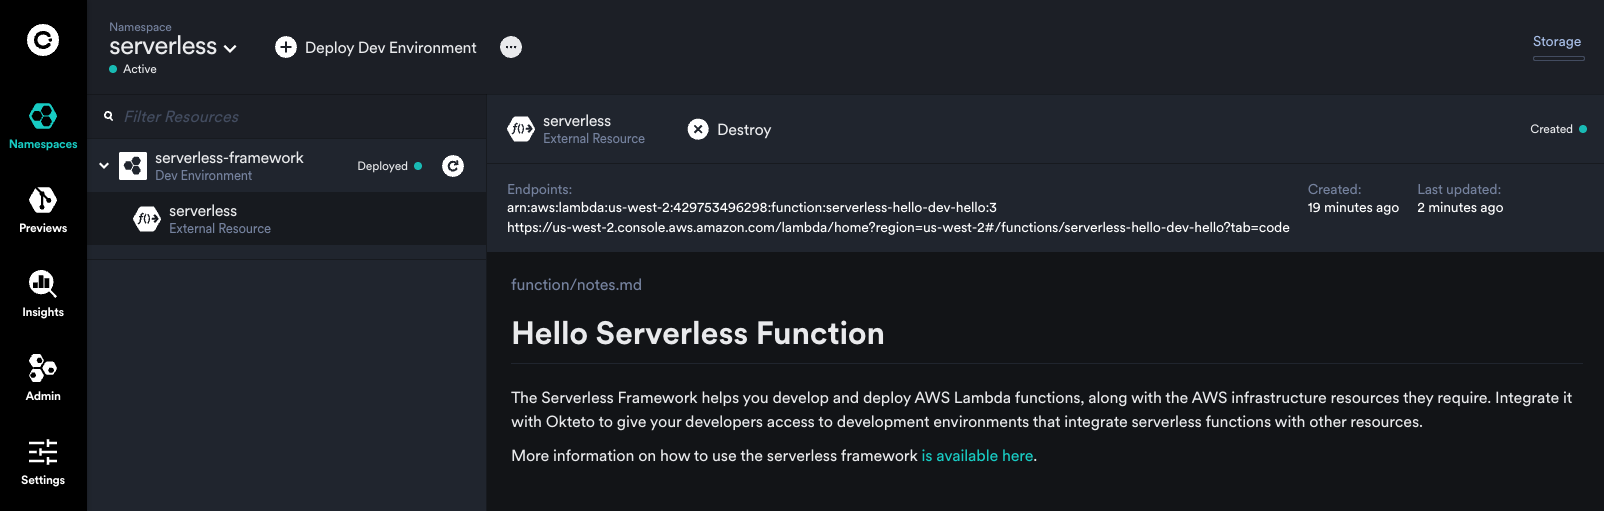 Namespace
serverless
Active
Deploy Dev Environment
Storage
Namespaces
Previews
Insights
Admin
Settings
Filter Resources
serverless-framework
Dev Environment
Deployed
serverless
External Resource
serverless
External Resource
Destroy
Created
Endpoints:
arn:aws:lambda:us-west-2:429753496298:function:serverless-hello-dev-hello:3
https://us-west-2.console.aws.amazon.com/lambda/home?region=us-west-2#/functions/serverless-hello-dev-hello?tab=code
Created:
19 minutes ago
Last updated:
2 minutes ago
function/notes.md
Hello Serverless Function
The Serverless Framework helps you develop and deploy AWS Lambda functions, along with the AWS infrastructure resources they require. Integrate it
with Okteto to give your developers access to development environments that integrate serverless functions with other resources.
More information on how to use the serverless framework is available here.